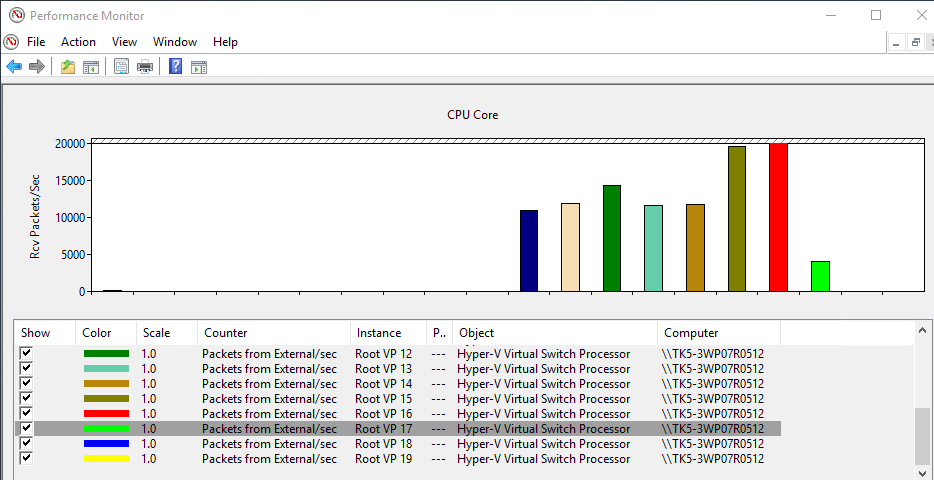 Performance Monitor
File Action View Window Help
CPU Core
Rcv Packets/Sec
20000
15000
10000
5000
0
Show Color Scale Counter Instance P... Object Computer
1.0 Packets from External/sec Root VP 12 --- Hyper-V Virtual Switch Processor \\TK5-3WP07R0512
1.0 Packets from External/sec Root VP 13 --- Hyper-V Virtual Switch Processor \\TK5-3WP07R0512
1.0 Packets from External/sec Root VP 14 --- Hyper-V Virtual Switch Processor \\TK5-3WP07R0512
1.0 Packets from External/sec Root VP 15 --- Hyper-V Virtual Switch Processor \\TK5-3WP07R0512
1.0 Packets from External/sec Root VP 16 --- Hyper-V Virtual Switch Processor \\TK5-3WP07R0512
1.0 Packets from External/sec Root VP 17 --- Hyper-V Virtual Switch Processor \\TK5-3WP07R0512
1.0 Packets from External/sec Root VP 18 --- Hyper-V Virtual Switch Processor \\TK5-3WP07R0512
1.0 Packets from External/sec Root VP 19 --- Hyper-V Virtual Switch Processor \\TK5-3WP07R0512